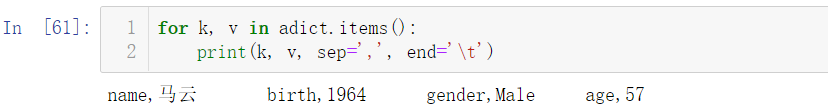 In [61]: 1 for k, v in adict.items():
2 print(k, v, sep=',', end='\t')
name,马云 birth,1964 gender,Male age,57